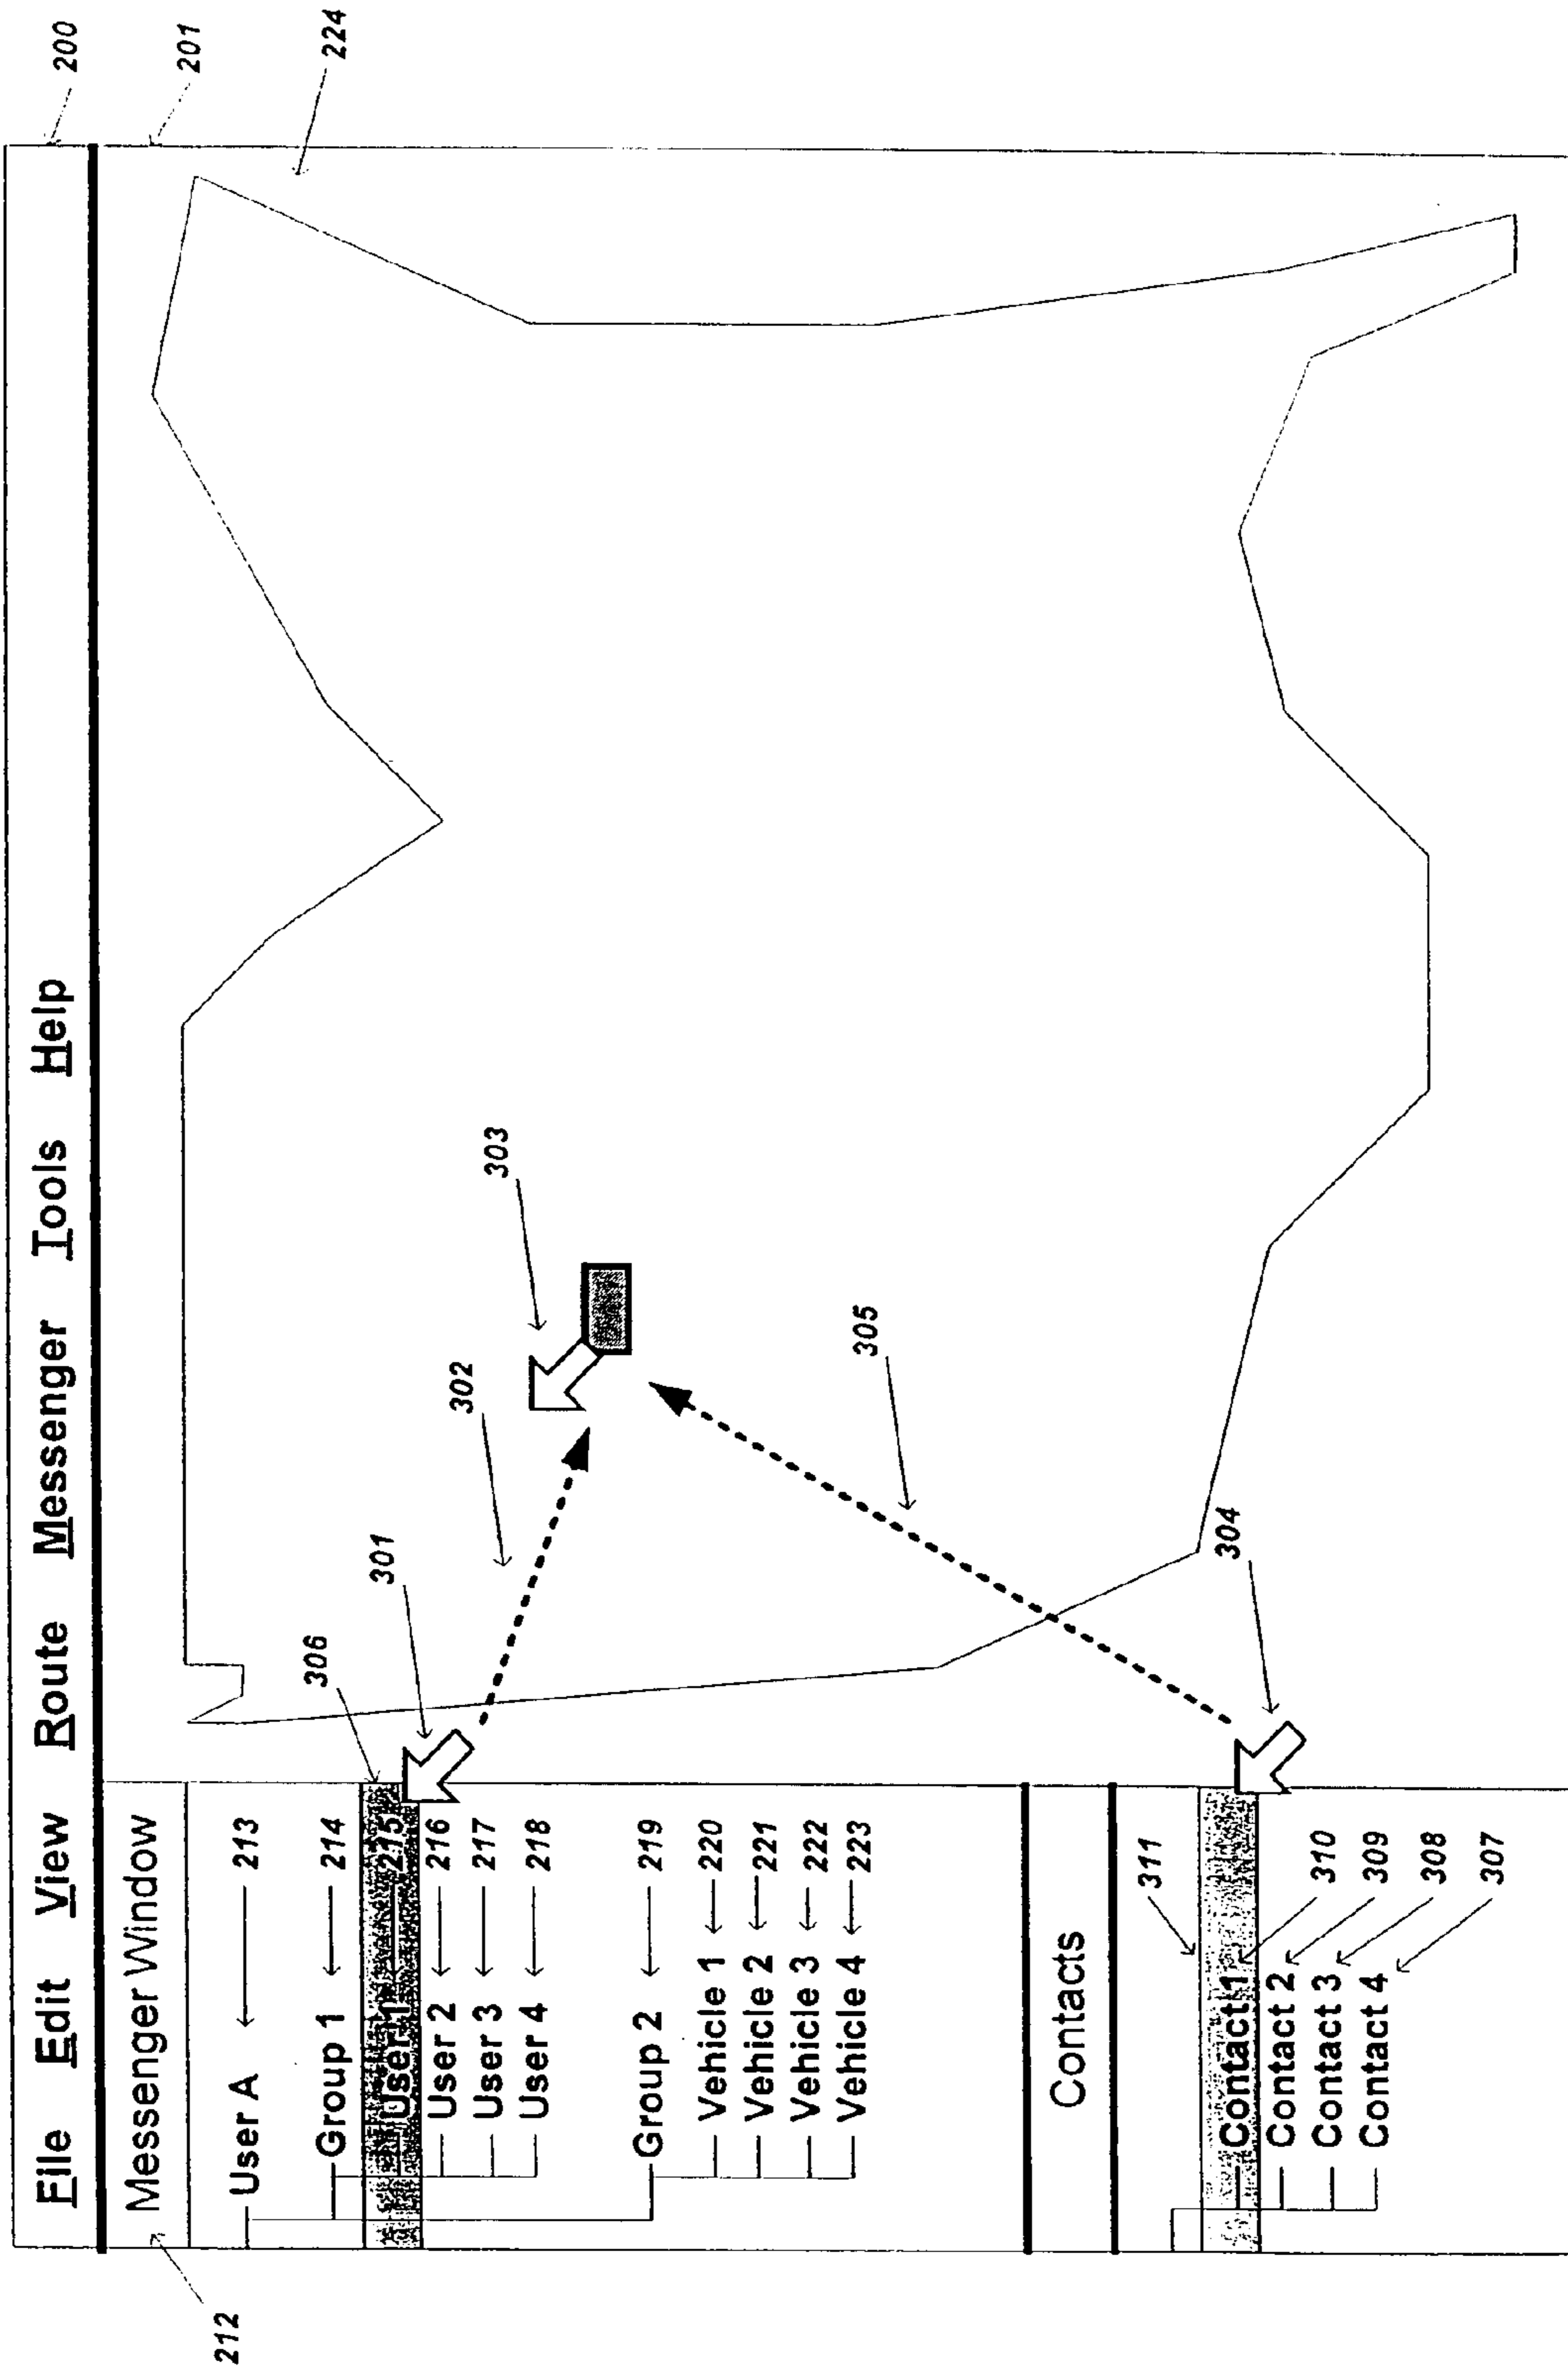 File Edit View Route Messenger Tools Help
200
201
224
212
Messenger Window
User A 213
Group 1 214
User 1 215
User 2 216
User 3 217
User 4 218
Group 2 219
Vehicle 1 220
Vehicle 2 221
Vehicle 3 222
Vehicle 4 223
306
301
302
303
305
304
Contacts
311
Contact 1 310
Contact 2 309
Contact 3 308
Contact 4 307